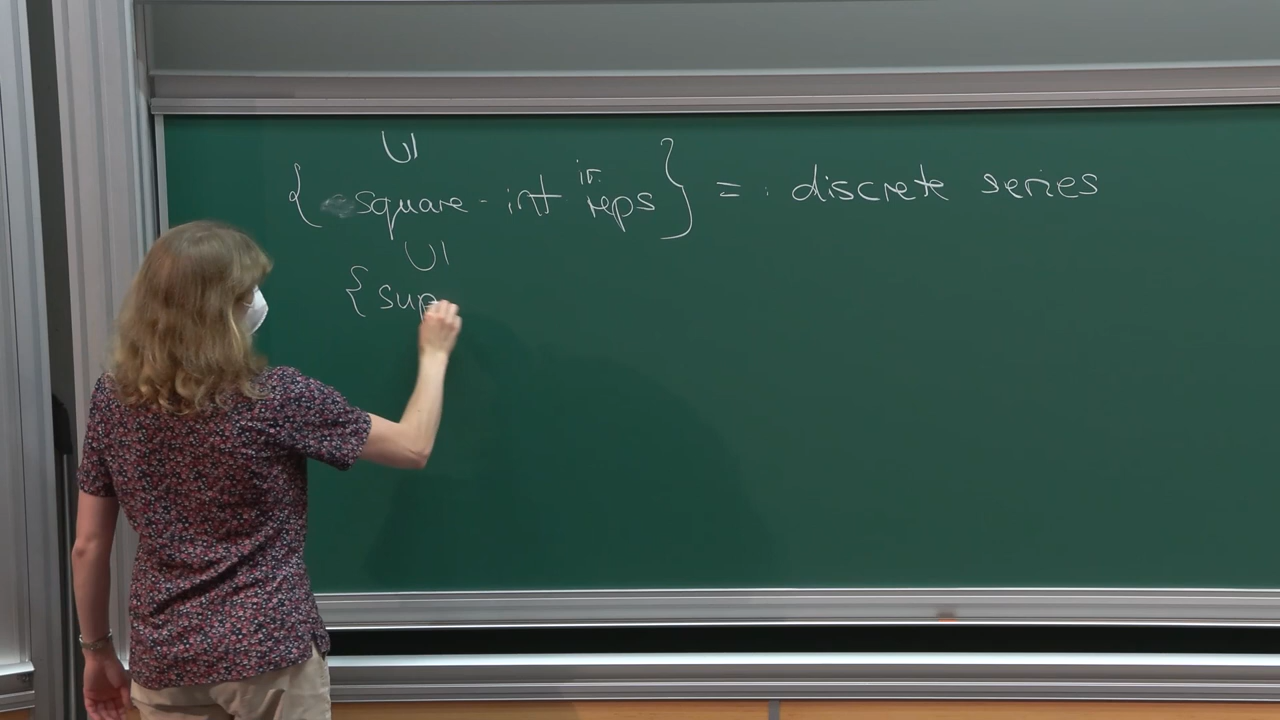 U|
ir.
{ square-int reps } =: discrete series
U|
{ sup